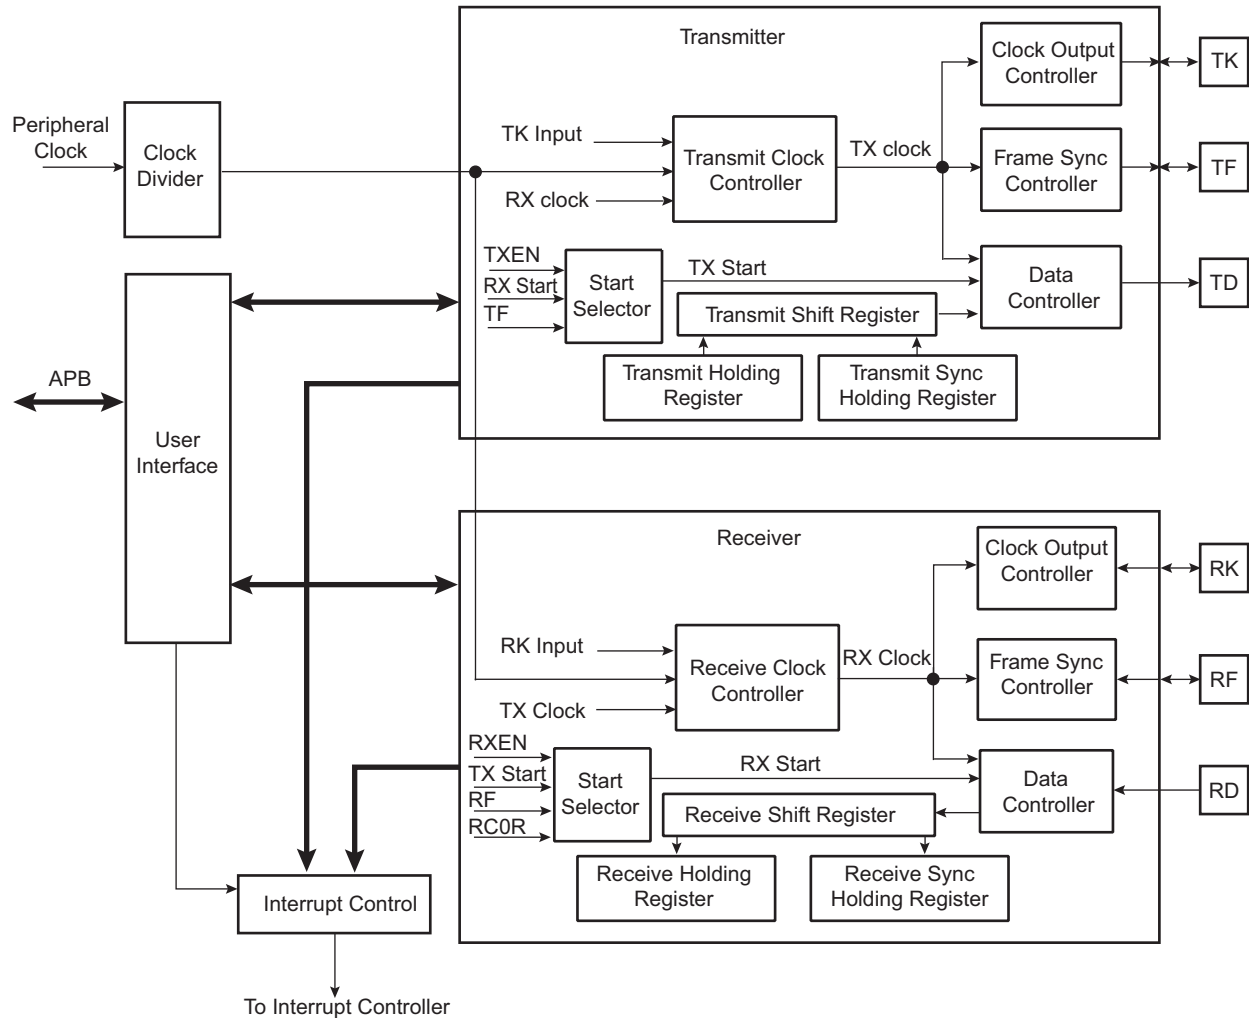 Transmitter
Clock Output
Controller
TK
Peripheral
Clock
Clock
Divider
TK Input
Transmit Clock
Controller
TX clock
Frame Sync
Controller
TF
RX clock
TXEN
RX Start
TF
Start
Selector
TX Start
Data
Controller
TD
Transmit Shift Register
Transmit Holding
Register
Transmit Sync
Holding Register
APB
User
Interface
Receiver
Clock Output
Controller
RK
RK Input
Receive Clock
Controller
RX Clock
Frame Sync
Controller
RF
TX Clock
RXEN
TX Start
RF
RC0R
Start
Selector
RX Start
Data
Controller
RD
Receive Shift Register
Receive Holding
Register
Receive Sync
Holding Register
Interrupt Control
To Interrupt Controller